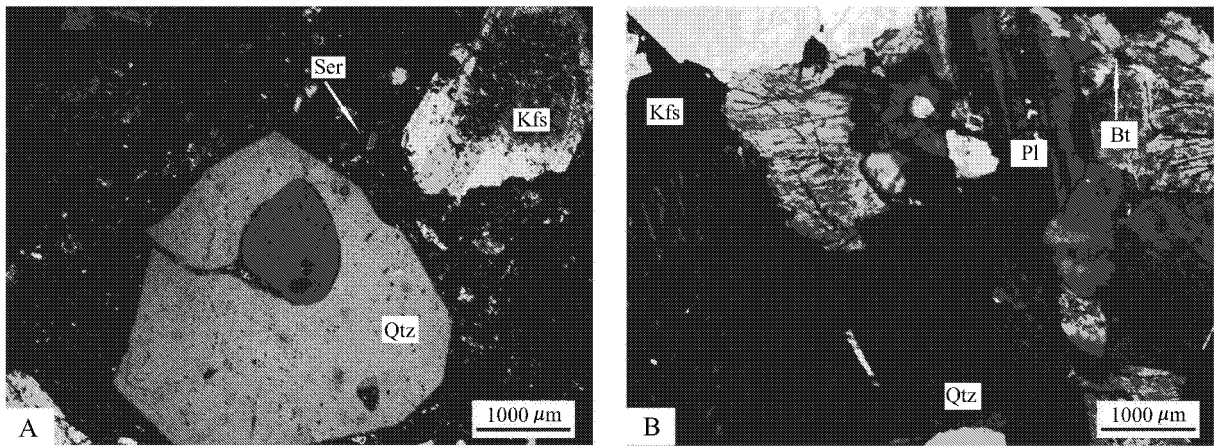 Ser
Kfs
Qtz
A
1000 μm
Kfs
Pl
Bt
Qtz
B
1000 μm